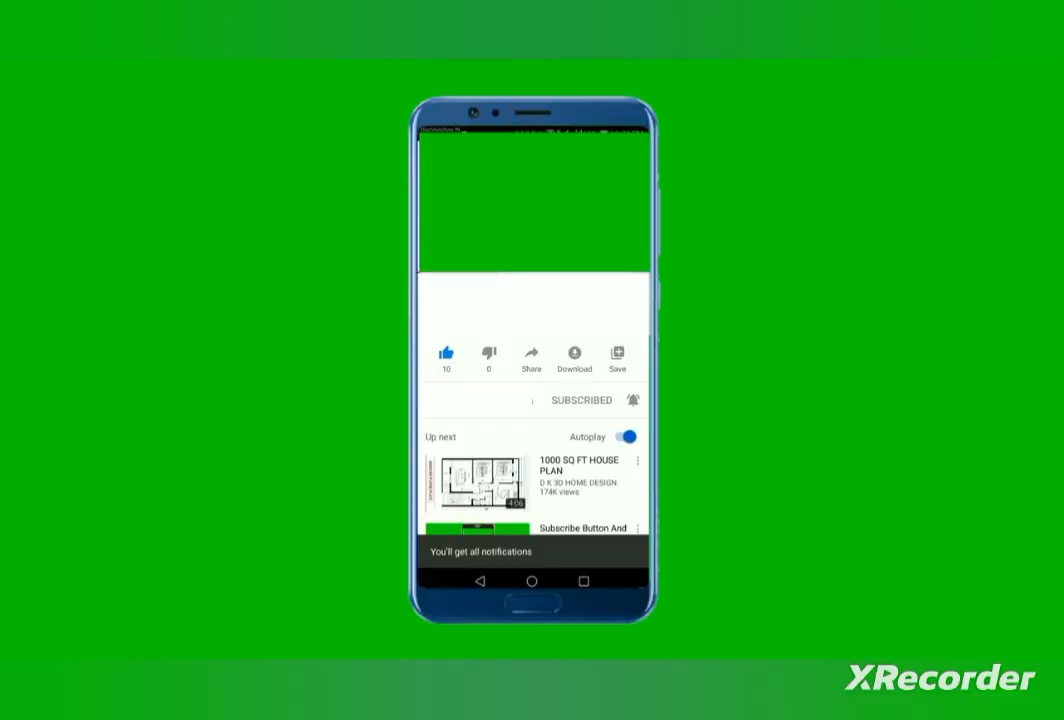 10
0
Share
Download
Save
SUBSCRIBED
Up next
Autoplay
1000 SQ FT HOUSE
PLAN
D K 3D HOME DESIGN
174K views
4:06
Subscribe Button And
You'll get all notifications
XRecorder